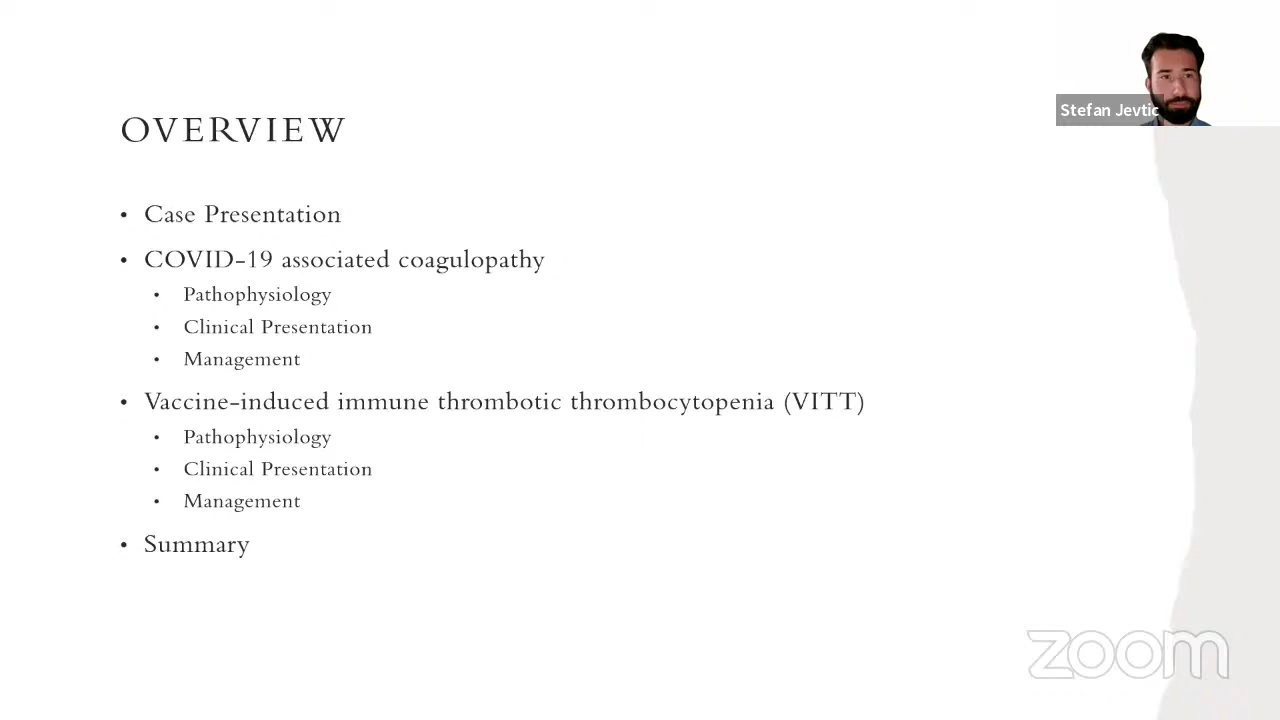 Stefan Jevtic
OVERVIEW
• Case Presentation
• COVID-19 associated coagulopathy
• Pathophysiology
• Clinical Presentation
• Management
• Vaccine-induced immune thrombotic thrombocytopenia (VITT)
• Pathophysiology
• Clinical Presentation
• Management
• Summary
zoom